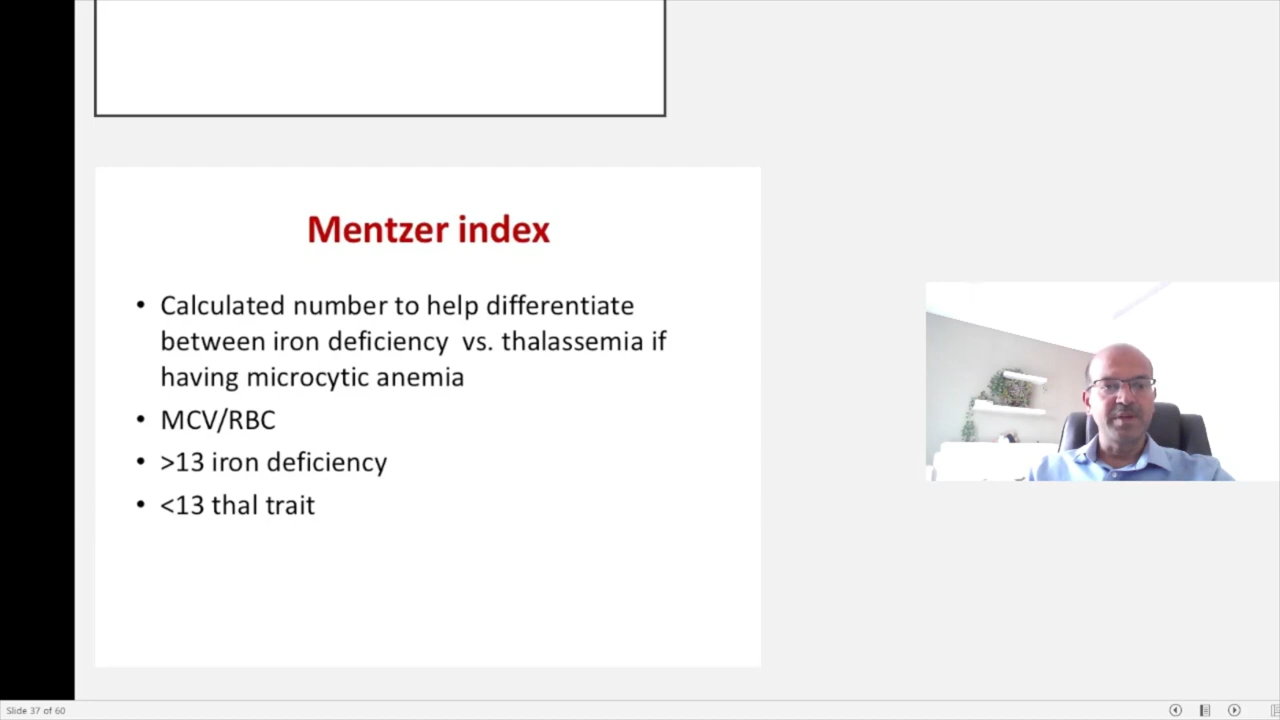 Mentzer index
• Calculated number to help differentiate
between iron deficiency vs. thalassemia if
having microcytic anemia
• MCV/RBC
• >13 iron deficiency
• <13 thal trait
Slide 37 of 60